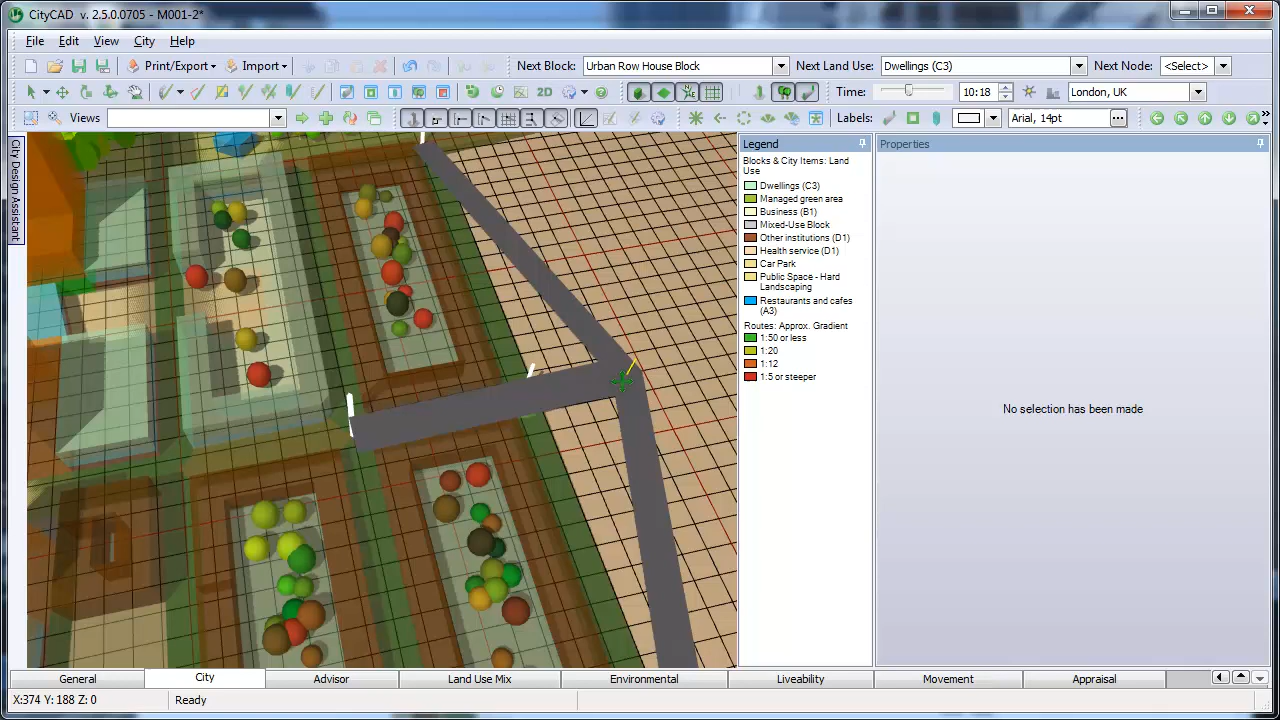 CityCAD v. 2.5.0.0705 - M001-2*
File Edit View City Help
Print/Export Import Next Block: Urban Row House Block Next Land Use: Dwellings (C3) Next Node: <Select>
2D Time: 10:18 London, UK
Views Labels: Arial, 14pt
City Design Assistant
Legend
Blocks & City Items: Land
Use
Dwellings (C3)
Managed green area
Business (B1)
Mixed-Use Block
Other institutions (D1)
Health service (D1)
Car Park
Public Space - Hard
Landscaping
Restaurants and cafes
(A3)
Routes: Approx. Gradient
1:50 or less
1:20
1:12
1:5 or steeper
Properties
No selection has been made
General City Advisor Land Use Mix Environmental Liveability Movement Appraisal
X:374 Y: 188 Z: 0 Ready